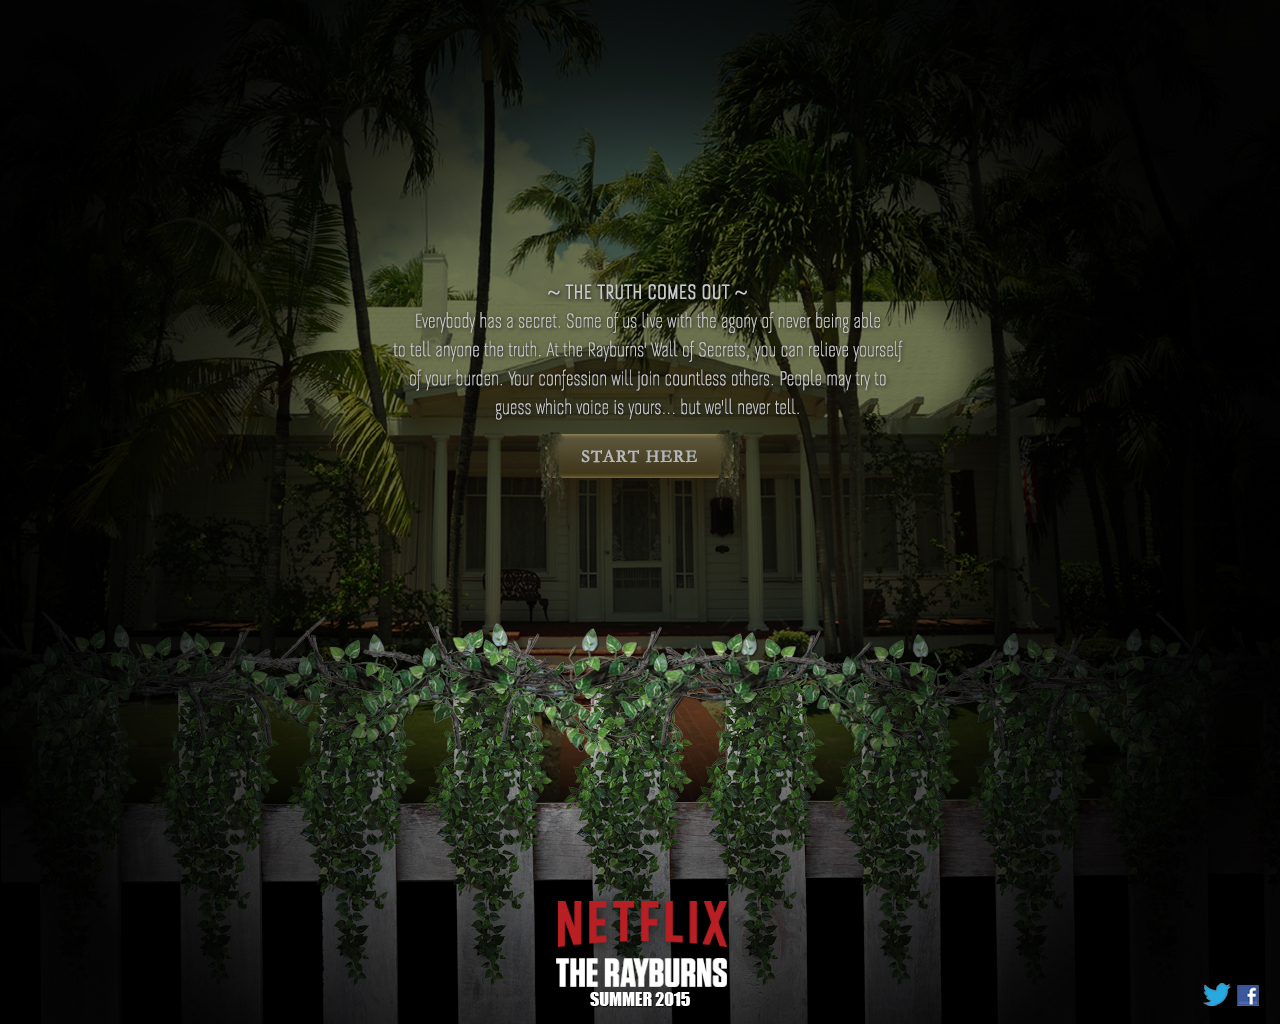 ~ THE TRUTH COMES OUT ~
Everybody has a secret. Some of us live with the agony of never being able
to tell anyone the truth. At the Rayburns' Wall of Secrets, you can relieve yourself
of your burden. Your confession will join countless others. People may try to
guess which voice is yours... but we'll never tell.
START HERE
NETFLIX
THE RAYBURNS
SUMMER 2015